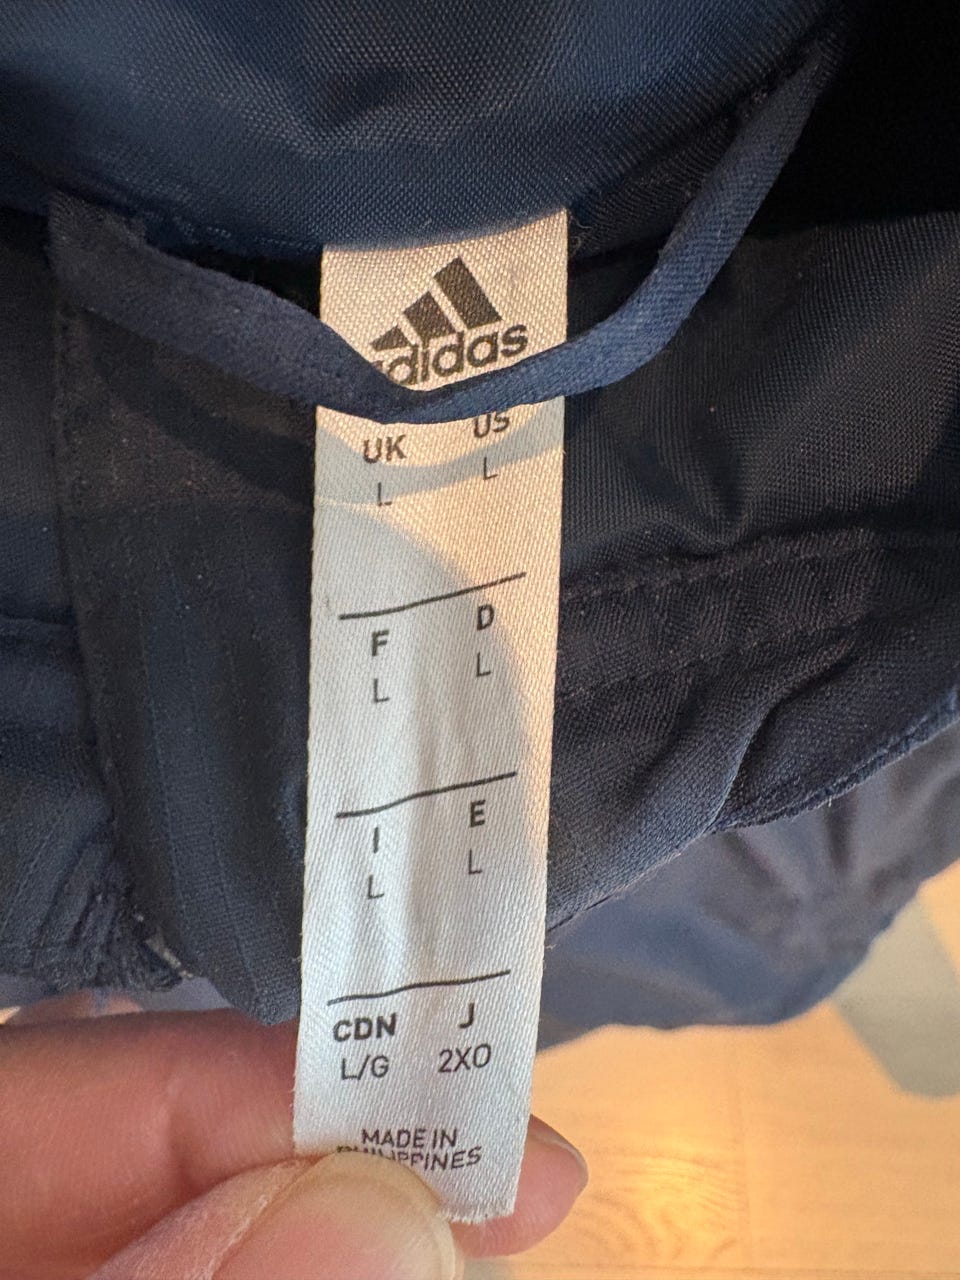 adidas
UK US
L L
F D
L L
I E
L L
CDN J
L/G 2XO
MADE IN
PHILIPPINES